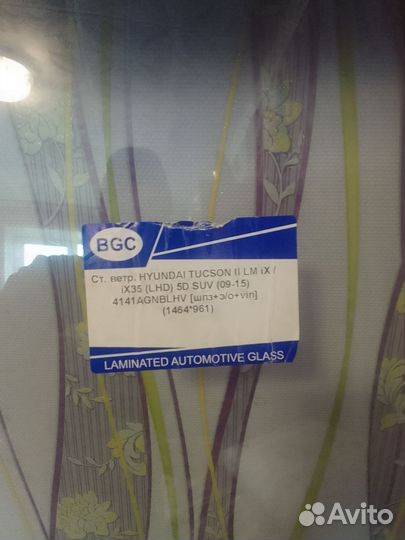 BGC
Ст. ветр. HYUNDAI TUCSON II LM iX /
iX35 (LHD) 5D SUV (09-15)
4141AGNBLHV [шпз+э/о+vin]
(1464*961)
LAMINATED AUTOMOTIVE GLASS
Avito